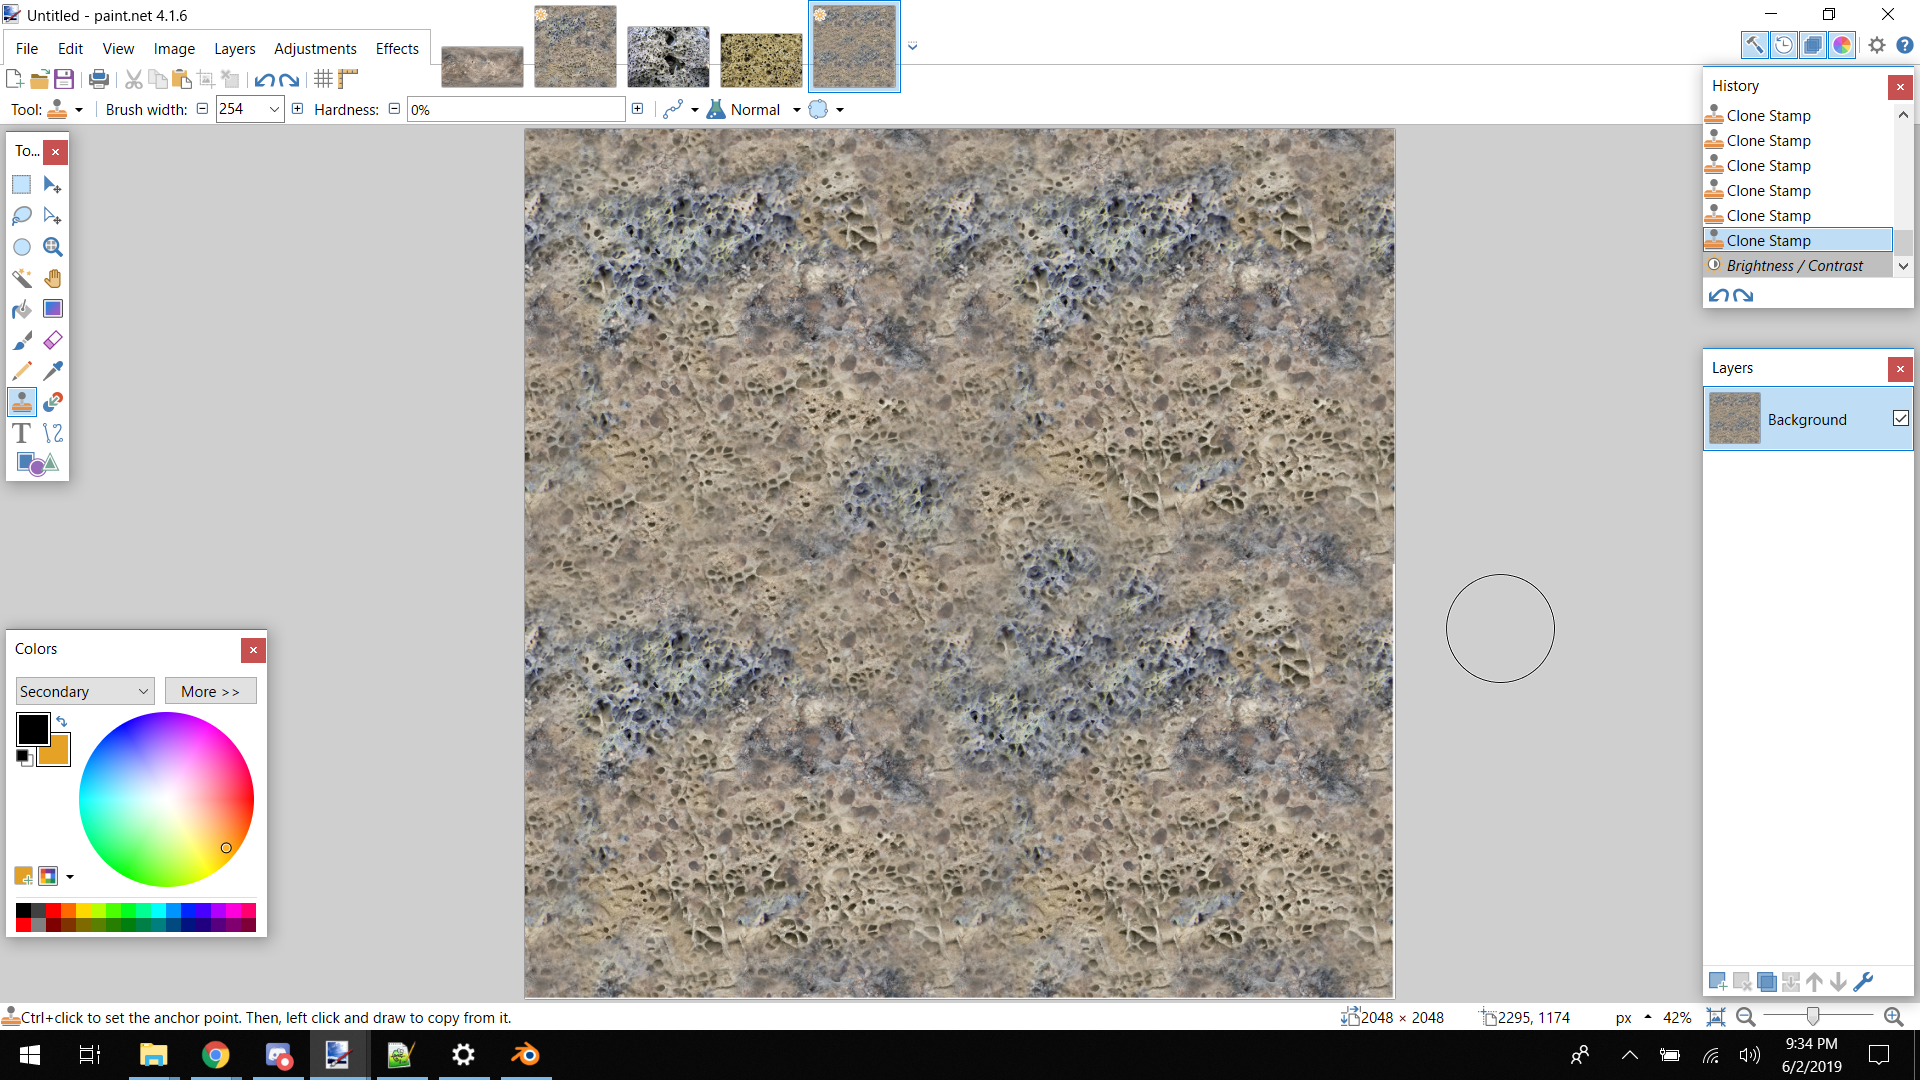 Untitled - paint.net 4.1.6
File Edit View Image Layers Adjustments Effects
Tool: Brush width: 254 Hardness: 0% Normal
To...
History
Clone Stamp
Clone Stamp
Clone Stamp
Clone Stamp
Clone Stamp
Clone Stamp
Brightness / Contrast
Layers
Background
Colors
Secondary More >>
Ctrl+click to set the anchor point. Then, left click and draw to copy from it. 2048 × 2048 2295, 1174 px 42%
9:34 PM
6/2/2019